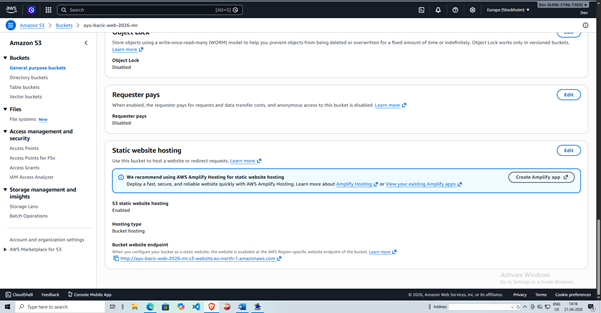 aws
Search
[Alt+S]
Europe (Stockholm)
Dev
Amazon S3 > Buckets > ayu-bacic-web-2026-mr
Amazon S3
Buckets
General purpose buckets
Directory buckets
Table buckets
Vector buckets
Files
File systems New
Access management and
security
Access Points
Access Points for FSx
Access Grants
IAM Access Analyzer
Storage management and
insights
Storage Lens
Batch Operations
Account and organization settings
AWS Marketplace for S3
Object Lock
Edit
Store objects using a write-once-read-many (WORM) model to help you prevent objects from being deleted or overwritten for a fixed amount of time or indefinitely. Object Lock works only in versioned buckets.
Learn more
Object Lock
Disabled
Requester pays
Edit
When enabled, the requester pays for requests and data transfer costs, and anonymous access to this bucket is disabled. Learn more
Requester pays
Disabled
Static website hosting
Edit
Use this bucket to host a website or redirect requests. Learn more
We recommend using AWS Amplify Hosting for static website hosting
Deploy a fast, secure, and reliable website quickly with AWS Amplify Hosting. Learn more about Amplify Hosting or View your existing Amplify apps
Create Amplify app
S3 static website hosting
Enabled
Hosting type
Bucket hosting
Bucket website endpoint
When you configure your bucket as a static website, the website is available at the AWS Region-specific website endpoint of the bucket. Learn more
http://ayu-bacic-web-2026-mr.s3-website.eu-north-1.amazonaws.com
Activate Windows
Go to Settings to activate Windows.
CloudShell Feedback Console Mobile App
© 2026, Amazon Web Services, Inc. or its affiliates. Privacy Terms Cookie preferences
Type here to search
Address
ENG
US
14:16
21-04-2026